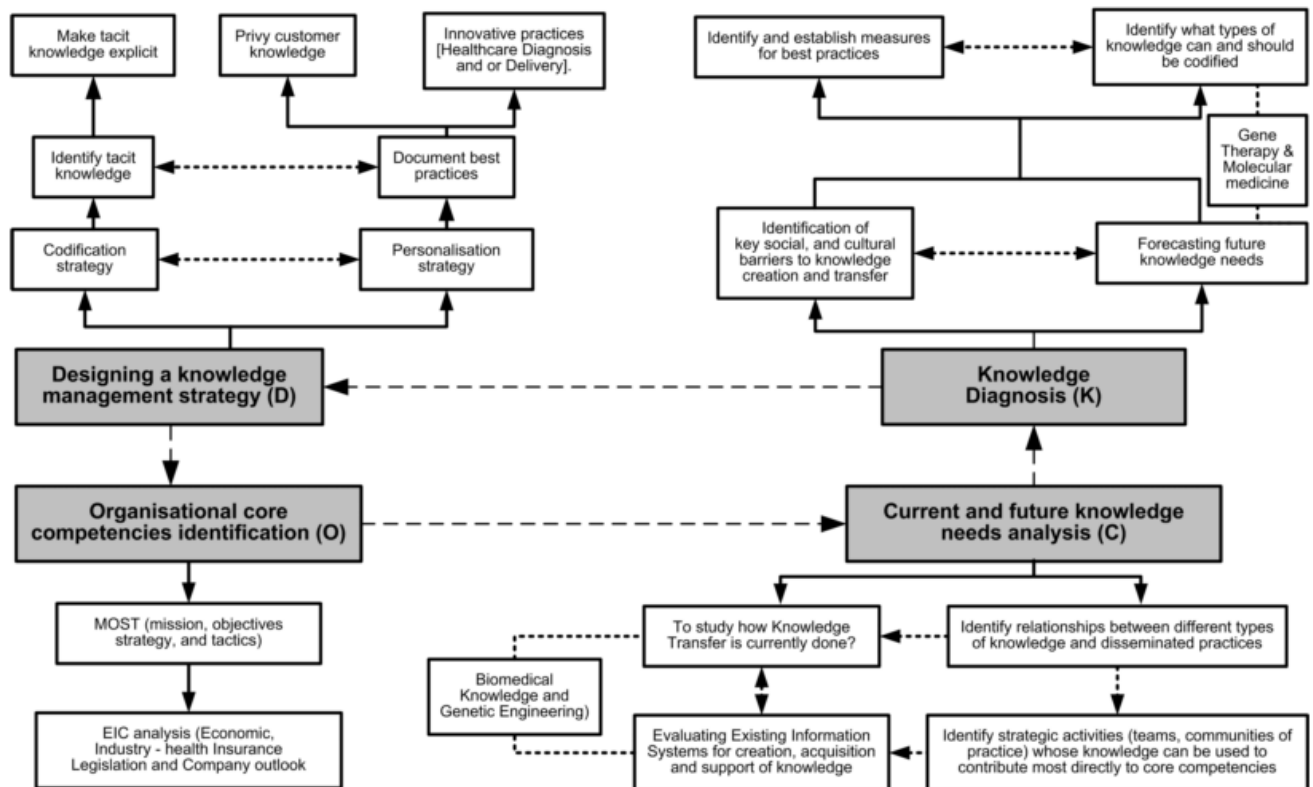 Make tacit
knowledge explicit
Privy customer
knowledge
Innovative practices
[Healthcare Diagnosis
and or Delivery].
Identify and establish measures
for best practices
Identify what types of
knowledge can and should
be codified
Identify tacit
knowledge
Document best
practices
Gene
Therapy &
Molecular
medicine
Codification
strategy
Personalisation
strategy
Identification of
key social, and cultural
barriers to knowledge
creation and transfer
Forecasting future
knowledge needs
Designing a knowledge
management strategy (D)
Knowledge
Diagnosis (K)
Organisational core
competencies identification (O)
Current and future knowledge
needs analysis (C)
MOST (mission, objectives
strategy, and tactics)
To study how Knowledge
Transfer is currently done?
Identify relationships between different types
of knowledge and disseminated practices
Biomedical
Knowledge and
Genetic Engineering)
EIC analysis (Economic,
Industry - health Insurance
Legislation and Company outlook
Evaluating Existing Information
Systems for creation, acquisition
and support of knowledge
Identify strategic activities (teams, communities of
practice) whose knowledge can be used to
contribute most directly to core competencies